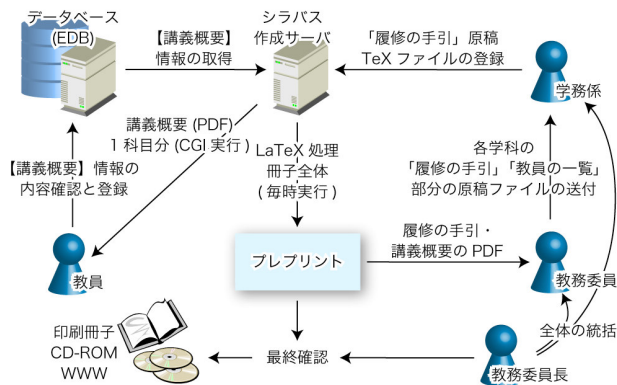 データベース
(EDB)
【講義概要】
情報の取得
シラバス
作成サーバ
「履修の手引」原稿
TeX ファイルの登録
学務係
講義概要 (PDF)
1 科目分 (CGI 実行)
LaTeX 処理
冊子全体
(毎時実行)
各学科の
「履修の手引」「教員の一覧」
部分の原稿ファイルの送付
【講義概要】情報の
内容確認と登録
教員
プレプリント
履修の手引・
講義概要の PDF
教務委員
全体の統括
印刷冊子
CD-ROM
WWW
最終確認
教務委員長